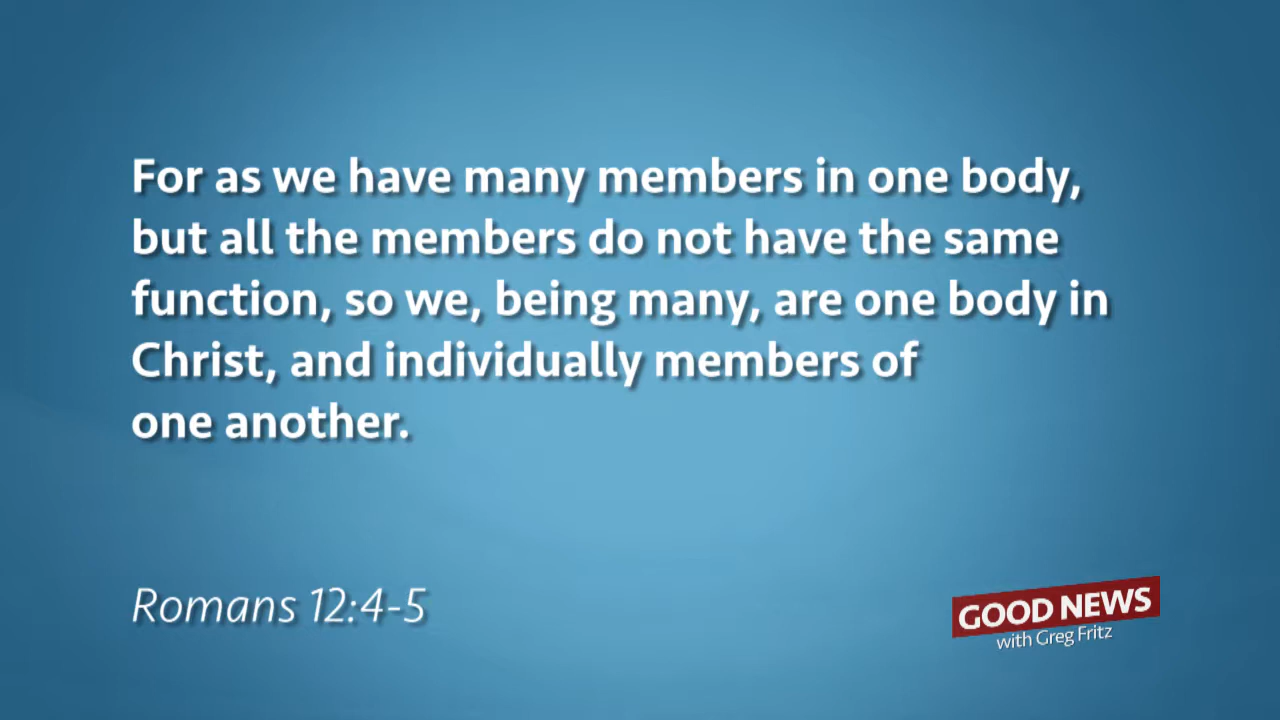 For as we have many members in one body,
but all the members do not have the same
function, so we, being many, are one body in
Christ, and individually members of
one another.
Romans 12:4-5
GOOD NEWS
with Greg Fritz